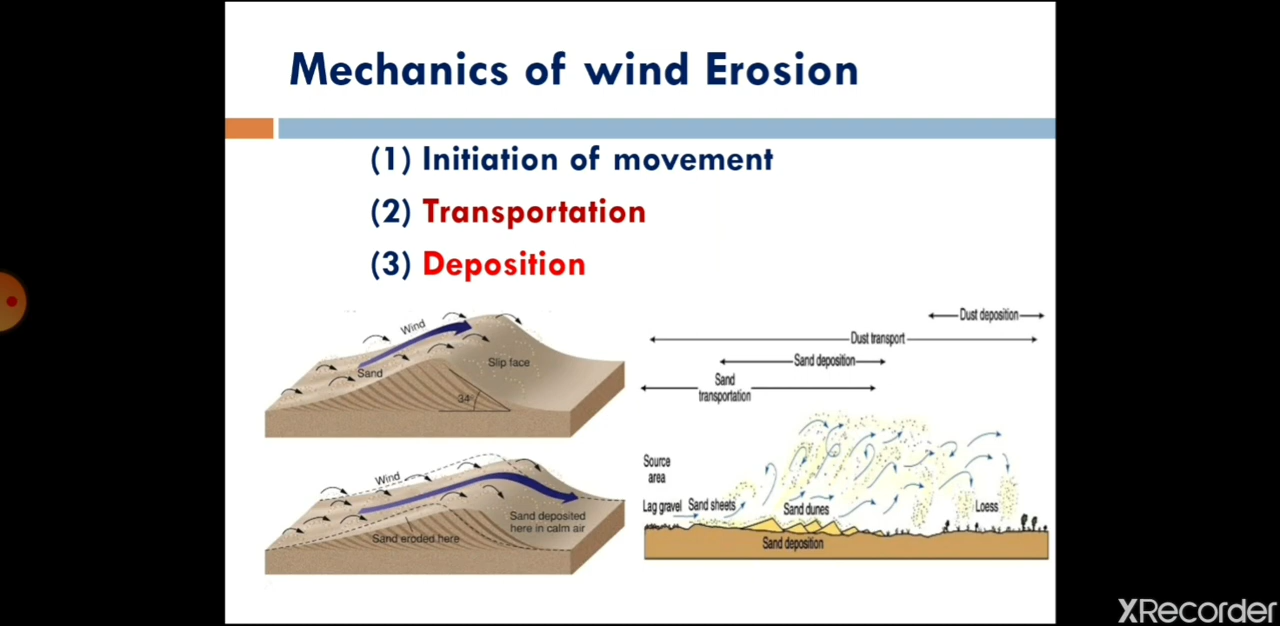 Mechanics of wind Erosion
(1) Initiation of movement
(2) Transportation
(3) Deposition
Wind
Sand
Slip face
34°
Wind
Sand deposited
here in calm air
Sand eroded here
Dust deposition
Dust transport
Sand deposition
Sand
transportation
Source
area
Lag gravel
Sand sheets
Sand dunes
Loess
Sand deposition
XRecorder